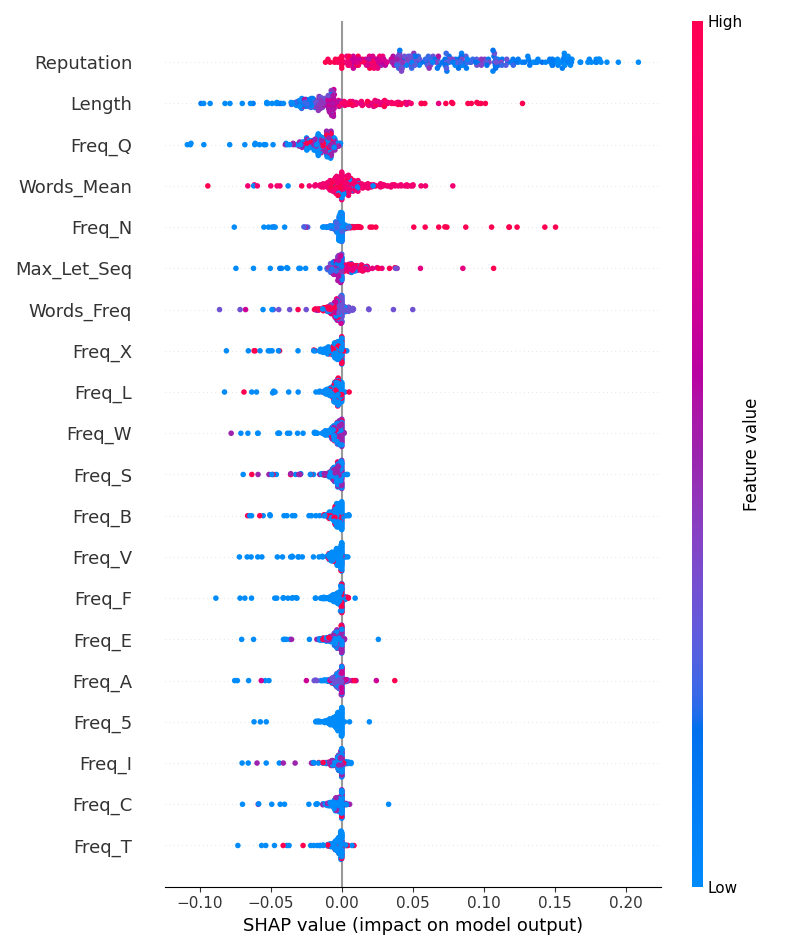 High
Reputation
Length
Freq_Q
Words_Mean
Freq_N
Max_Let_Seq
Words_Freq
Freq_X
Freq_L
Freq_W
Freq_S
Freq_B
Freq_V
Freq_F
Freq_E
Freq_A
Freq_5
Freq_I
Freq_C
Freq_T
Feature value
Low
−0.10 −0.05 0.00 0.05 0.10 0.15 0.20
SHAP value (impact on model output)